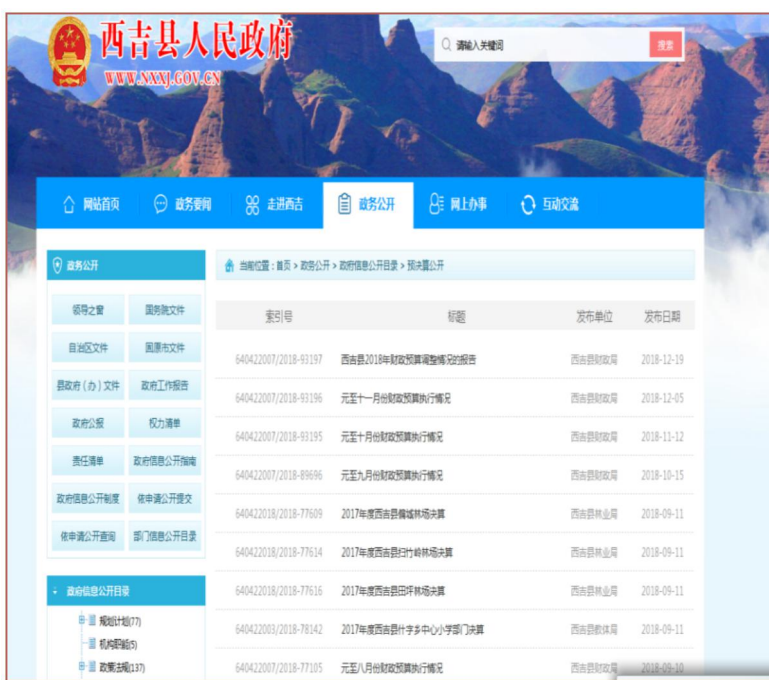 西吉县人民政府
WWW.NXXJ.GOV.CN
请输入关键词 搜索
网站首页 政务要闻 走进西吉 政务公开 网上办事 互动交流
政务公开
当前位置：首页 > 政务公开 > 政府信息公开目录 > 预决算公开
领导之窗 国务院文件
自治区文件 固原市文件
县政府（办）文件 政府工作报告
政府公报 权力清单
责任清单 政府信息公开指南
政府信息公开制度 依申请公开提交
依申请公开查阅 部门信息公开目录
政府信息公开目录
规划计划(77)
机构职能(5)
政策法规(137)
索引号 标题 发布单位 发布日期
640422007/2018-93197 西吉县2018年财政预算调整情况的报告 西吉县财政局 2018-12-19
640422007/2018-93196 元至十一月份财政预算执行情况 西吉县财政局 2018-12-05
640422007/2018-93195 元至十月份财政预算执行情况 西吉县财政局 2018-11-12
640422007/2018-89696 元至九月份财政预算执行情况 西吉县财政局 2018-10-15
640422018/2018-77609 2017年度西吉县偏城林场决算 西吉县林业局 2018-09-11
640422018/2018-77614 2017年度西吉县扫竹岭林场决算 西吉县林业局 2018-09-11
640422018/2018-77616 2017年度西吉县田坪林场决算 西吉县林业局 2018-09-11
640422003/2018-78142 2017年度西吉县什字乡中心小学部门决算 西吉县教体局 2018-09-11
640422007/2018-77105 元至八月份财政预算执行情况 西吉县财政局 2018-09-10